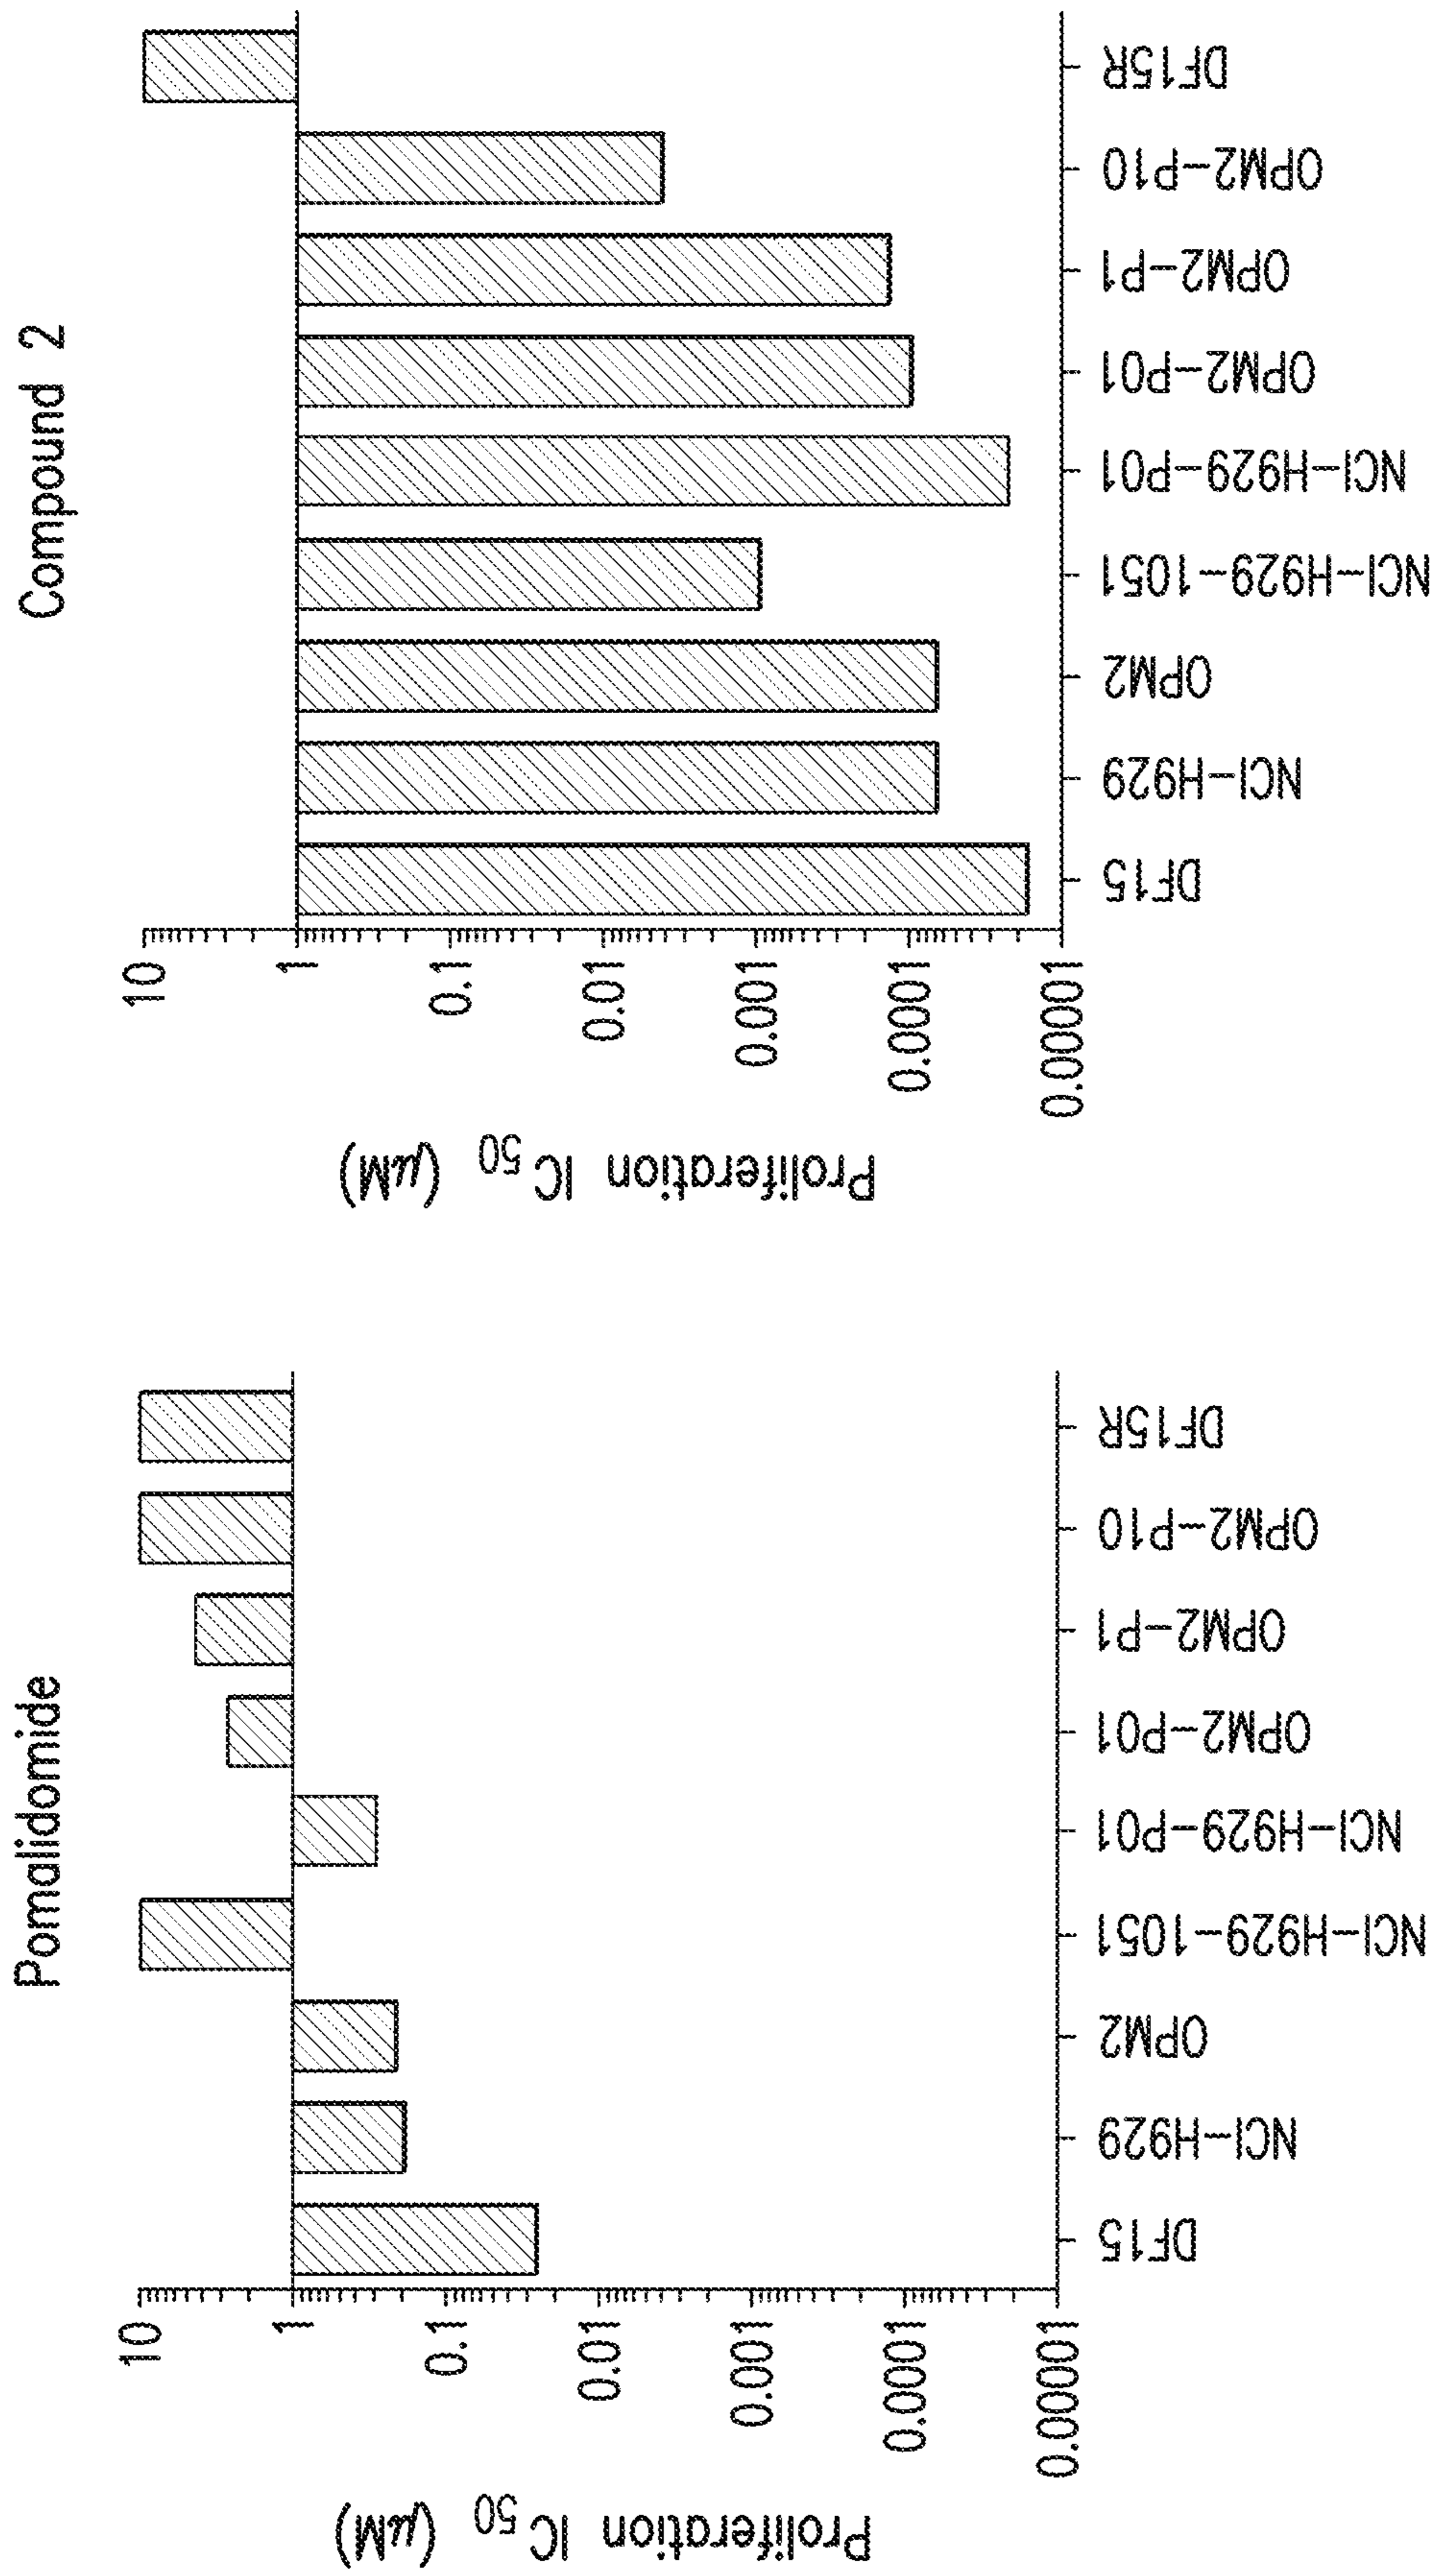 Pomalidomide
Proliferation IC50 (μM)
10
1
0.1
0.01
0.001
0.0001
0.00001
DF15
NCI-H929
OPM2
NCI-H929-1051
NCI-H929-P01
OPM2-P01
OPM2-P1
OPM2-P10
DF15R
Compound 2
Proliferation IC50 (μM)
10
1
0.1
0.01
0.001
0.0001
0.00001
DF15
NCI-H929
OPM2
NCI-H929-1051
NCI-H929-P01
OPM2-P01
OPM2-P1
OPM2-P10
DF15R